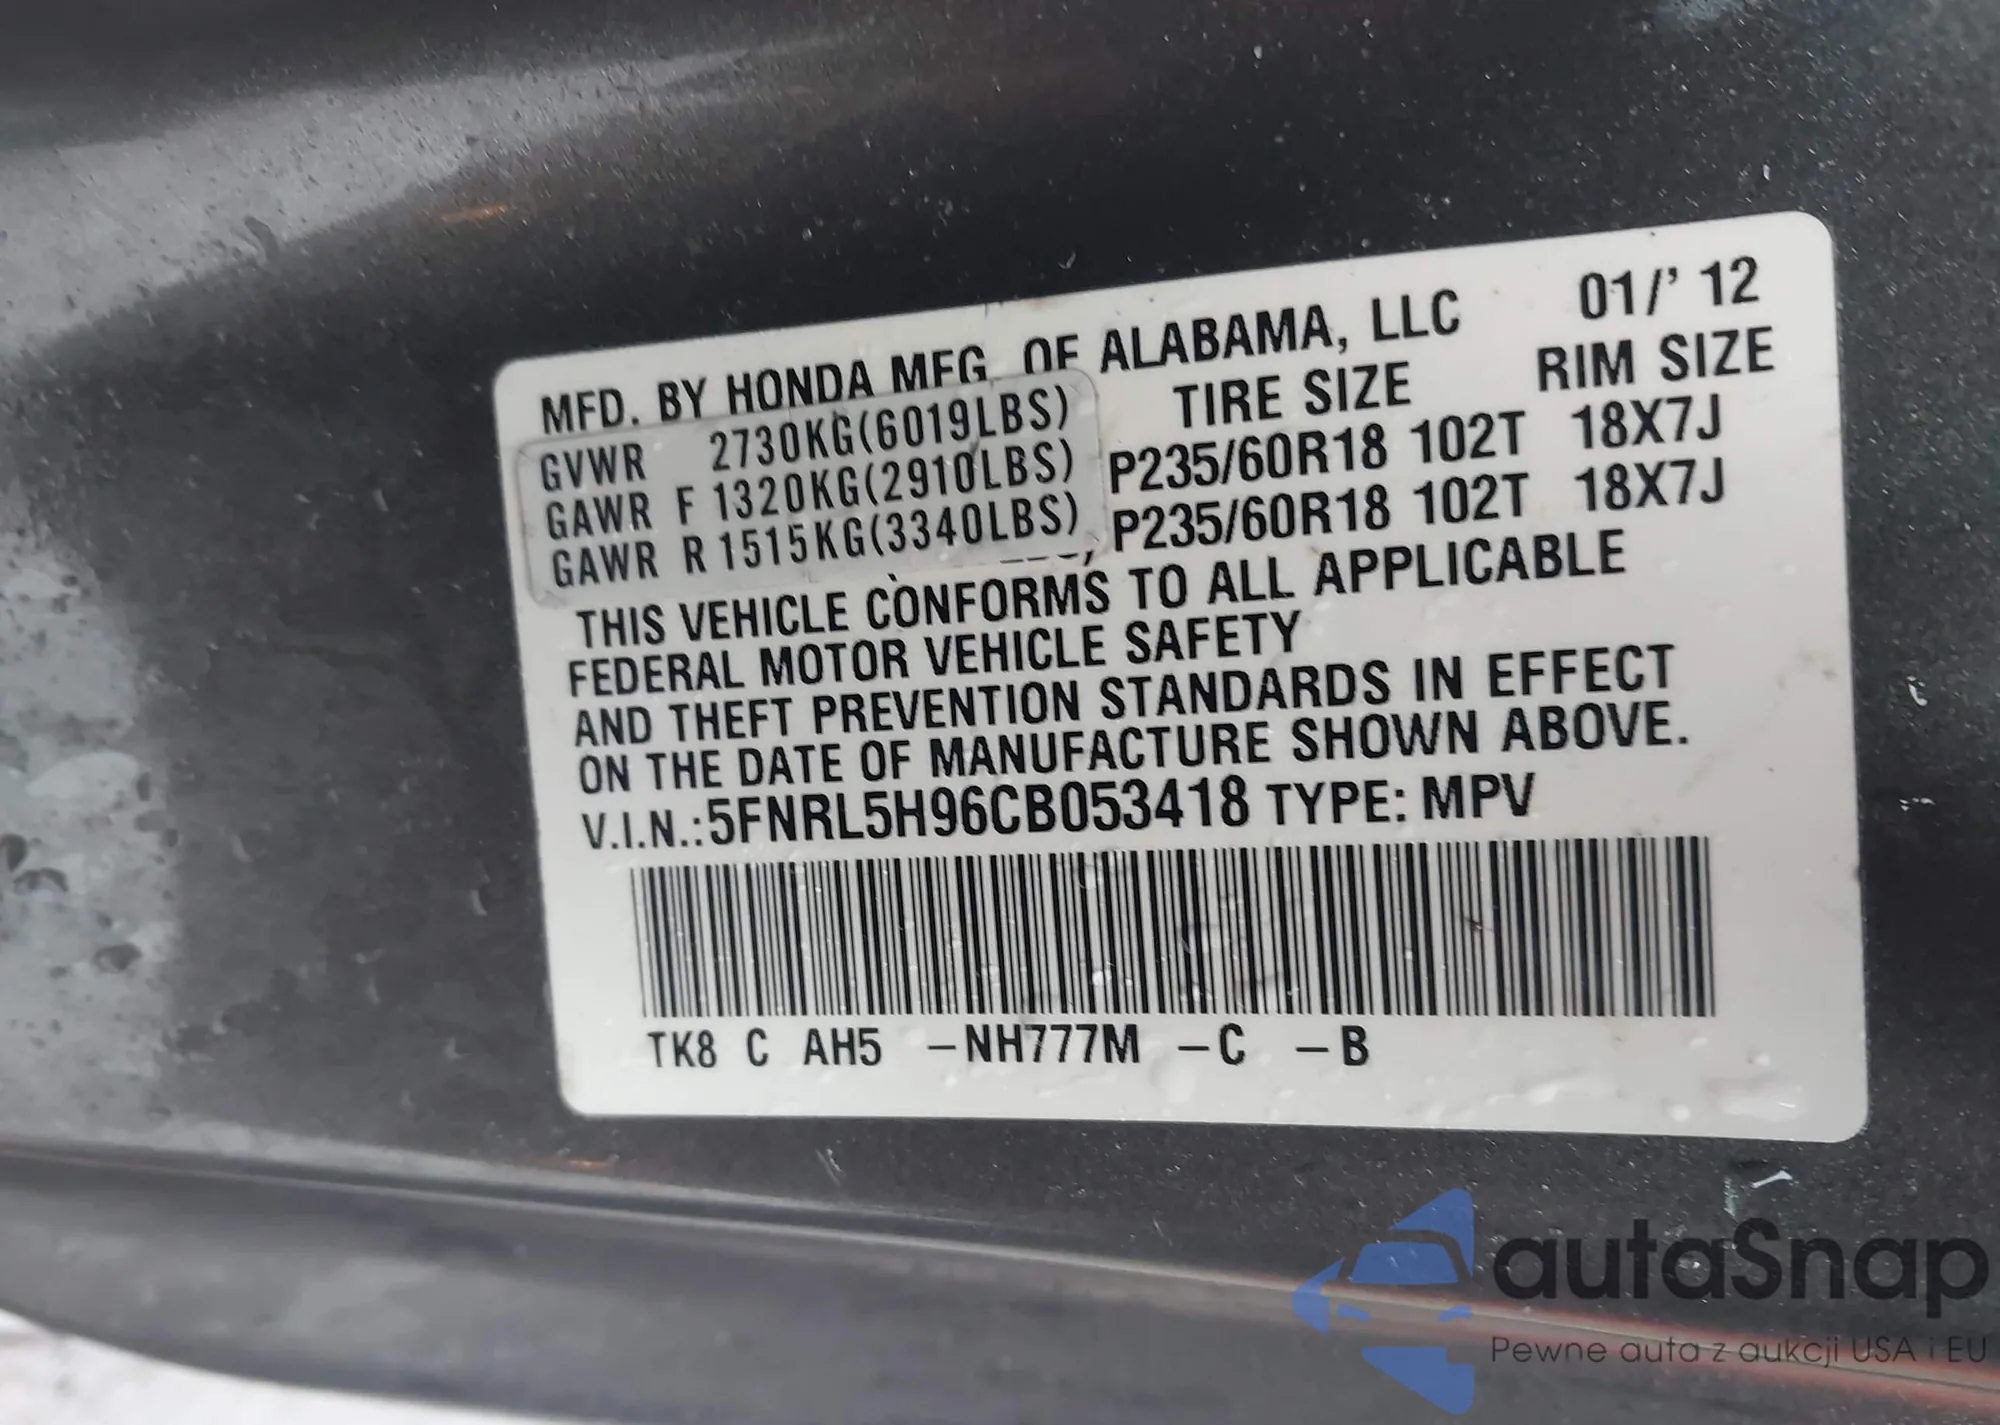 MFD. BY HONDA MFG. OF ALABAMA, LLC 01/'12
TIRE SIZE RIM SIZE
GVWR 2730KG(6019LBS)
GAWR F 1320KG(2910LBS) P235/60R18 102T 18X7J
GAWR R 1515KG(3340LBS) P235/60R18 102T 18X7J
THIS VEHICLE CONFORMS TO ALL APPLICABLE
FEDERAL MOTOR VEHICLE SAFETY
AND THEFT PREVENTION STANDARDS IN EFFECT
ON THE DATE OF MANUFACTURE SHOWN ABOVE.
V.I.N.:5FNRL5H96CB053418 TYPE: MPV
TK8 C AH5 –NH777M –C –B
autaSnap
Pewne auta z aukcji USA i EU